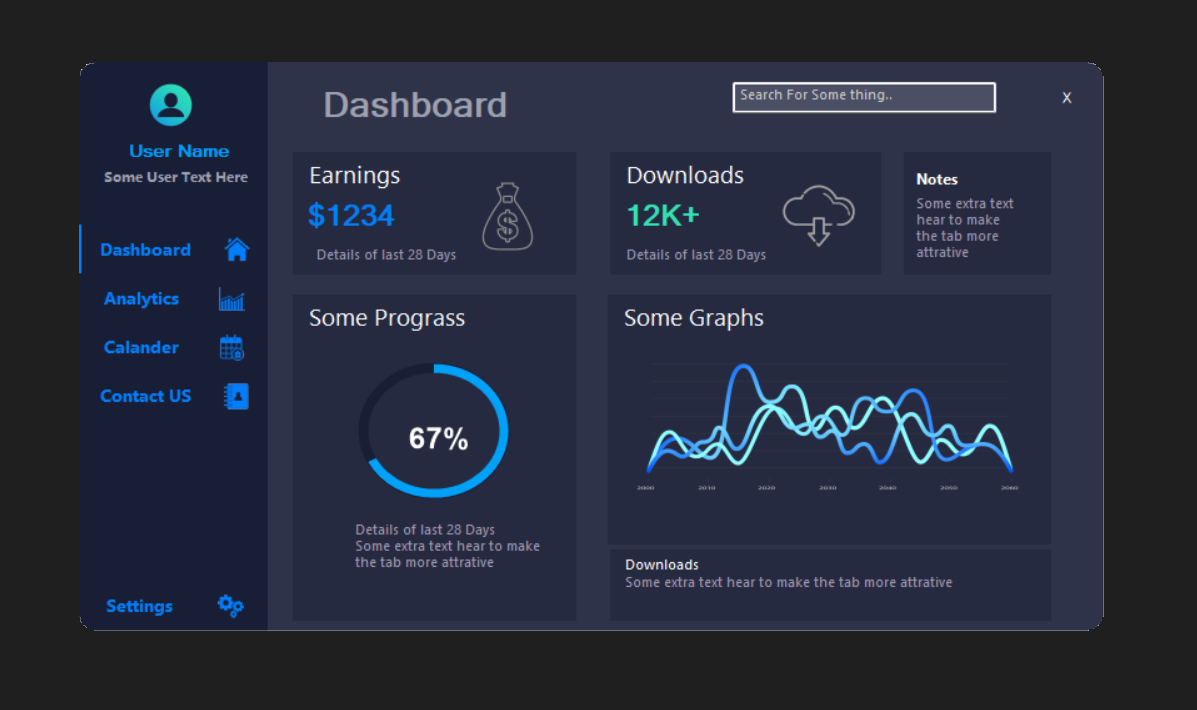 User Name
Some User Text Here
Dashboard
Analytics
Calander
Contact US
Settings
Dashboard
Search For Some thing..
X
Earnings
$1234
Details of last 28 Days
Downloads
12K+
Details of last 28 Days
Notes
Some extra text
hear to make
the tab more
attrative
Some Prograss
67%
Details of last 28 Days
Some extra text hear to make
the tab more attrative
Some Graphs
2000 2010 2020 2030 2040 2050 2060
Downloads
Some extra text hear to make the tab more attrative